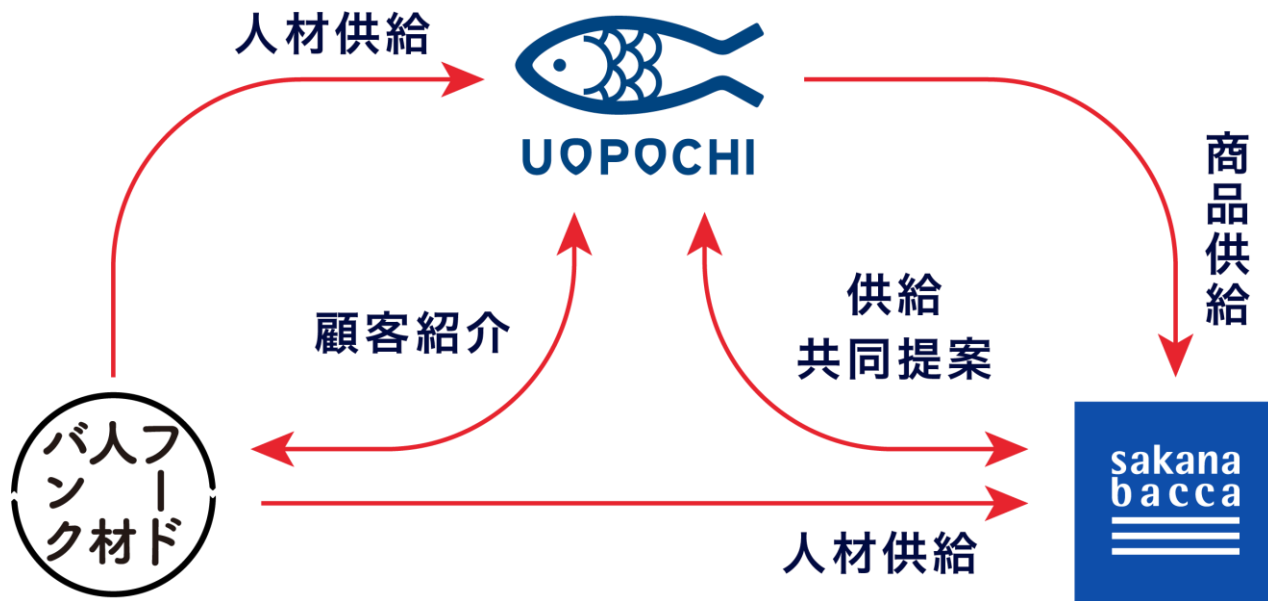 人材供給
UOPOCHI
商品供給
顧客紹介
供給
共同提案
フード
人材
バンク
sakana
bacca
人材供給